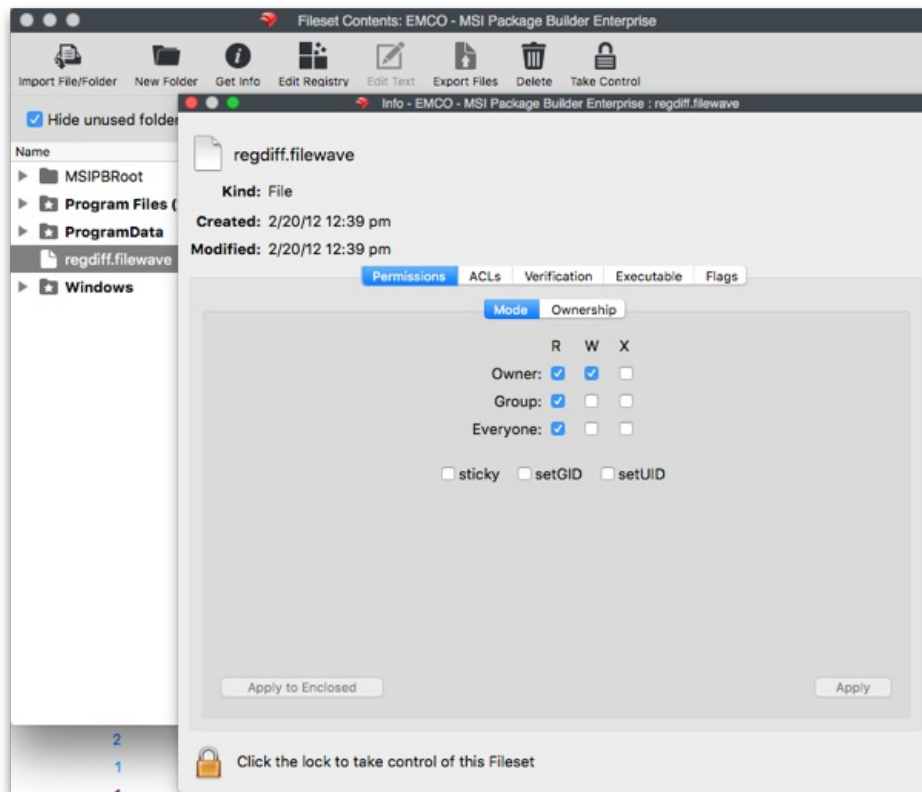 Fileset Contents: EMCO - MSI Package Builder Enterprise
Import File/Folder New Folder Get Info Edit Registry Edit Text Export Files Delete Take Control
Info - EMCO - MSI Package Builder Enterprise : regdiff.filewave
Hide unused folder
Name
MSIPBRoot
Program Files (
ProgramData
regdiff.filewave
Windows
regdiff.filewave
Kind: File
Created: 2/20/12 12:39 pm
Modified: 2/20/12 12:39 pm
Permissions ACLs Verification Executable Flags
Mode Ownership
R W X
Owner:
Group:
Everyone:
sticky setGID setUID
Apply to Enclosed Apply
2
1
Click the lock to take control of this Fileset